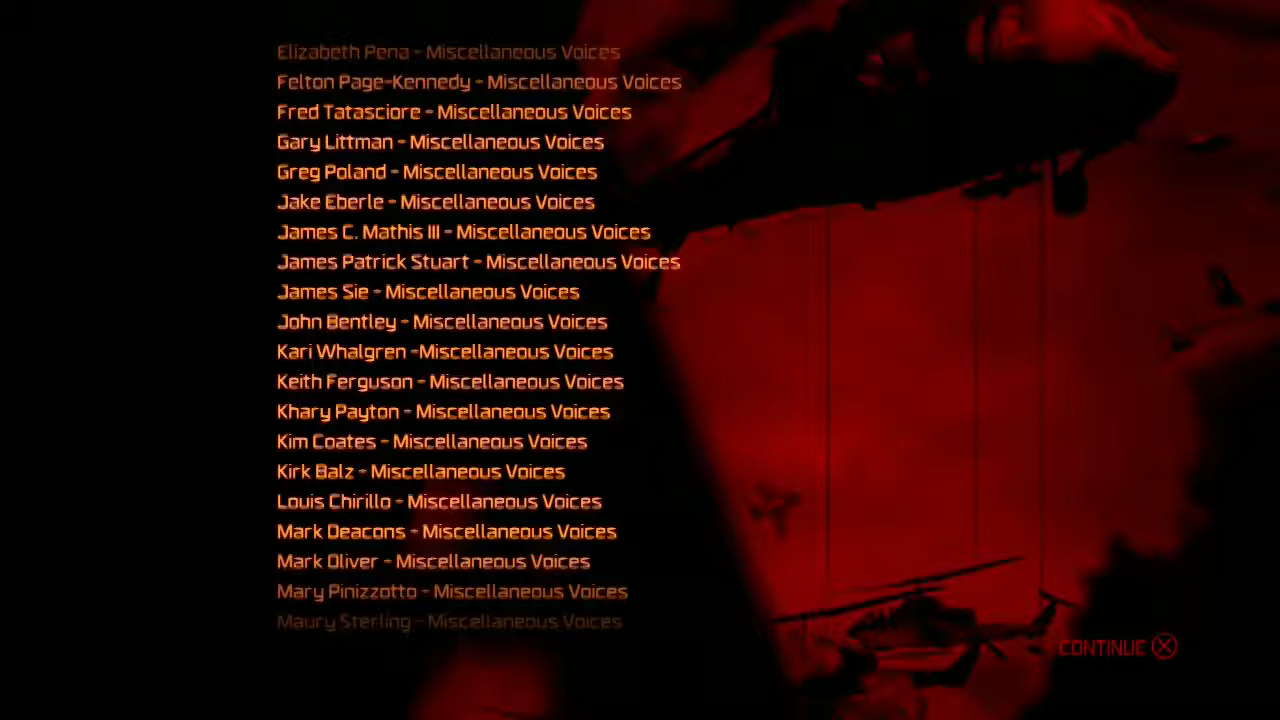 Elizabeth Pena - Miscellaneous Voices
Felton Page-Kennedy - Miscellaneous Voices
Fred Tatasciore - Miscellaneous Voices
Gary Littman - Miscellaneous Voices
Greg Poland - Miscellaneous Voices
Jake Eberle - Miscellaneous Voices
James C. Mathis III - Miscellaneous Voices
James Patrick Stuart - Miscellaneous Voices
James Sie - Miscellaneous Voices
John Bentley - Miscellaneous Voices
Kari Whalgren -Miscellaneous Voices
Keith Ferguson - Miscellaneous Voices
Khary Payton - Miscellaneous Voices
Kim Coates - Miscellaneous Voices
Kirk Balz - Miscellaneous Voices
Louis Chirillo - Miscellaneous Voices
Mark Deacons - Miscellaneous Voices
Mark Oliver - Miscellaneous Voices
Mary Pinizzotto - Miscellaneous Voices
Maury Sterling - Miscellaneous Voices
CONTINUE